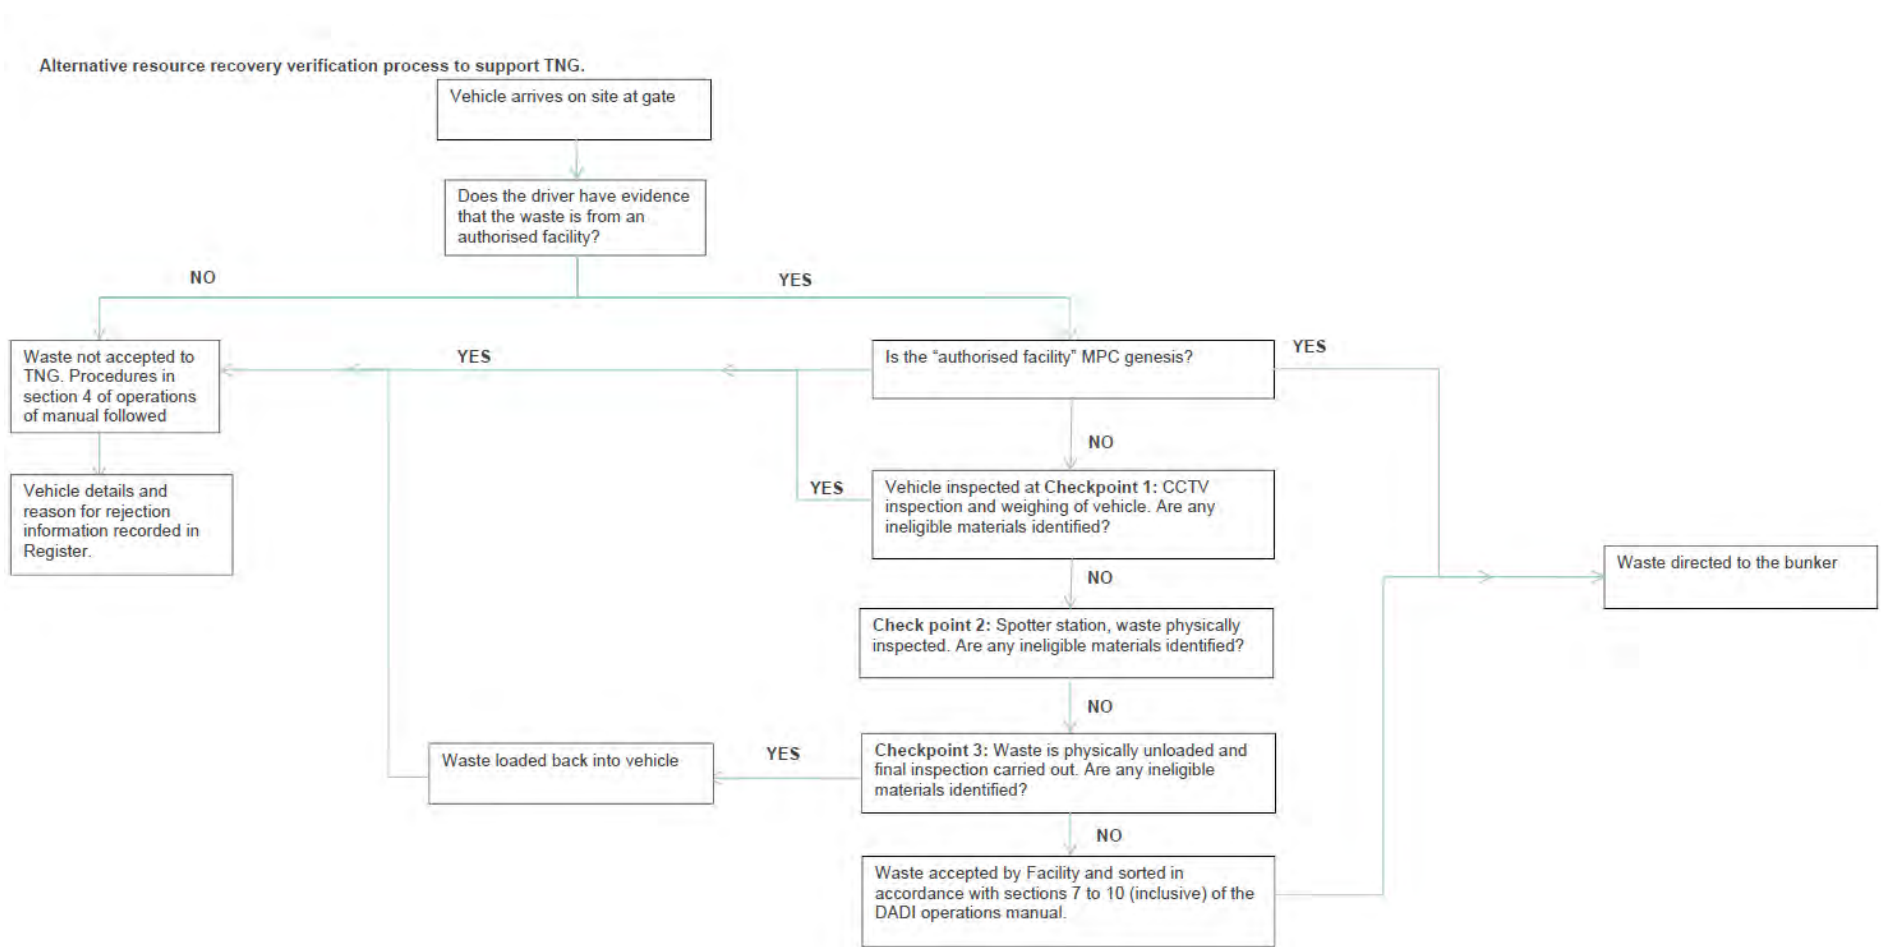 Alternative resource recovery verification process to support TNG.
Vehicle arrives on site at gate
Does the driver have evidence
that the waste is from an
authorised facility?
NO
YES
Waste not accepted to
TNG. Procedures in
section 4 of operations
of manual followed
YES
Is the “authorised facility” MPC genesis?
YES
NO
Vehicle details and
reason for rejection
information recorded in
Register.
YES
Vehicle inspected at Checkpoint 1: CCTV
inspection and weighing of vehicle. Are any
ineligible materials identified?
NO
Waste directed to the bunker
Check point 2: Spotter station, waste physically
inspected. Are any ineligible materials identified?
NO
Waste loaded back into vehicle
YES
Checkpoint 3: Waste is physically unloaded and
final inspection carried out. Are any ineligible
materials identified?
NO
Waste accepted by Facility and sorted in
accordance with sections 7 to 10 (inclusive) of the
DADI operations manual.